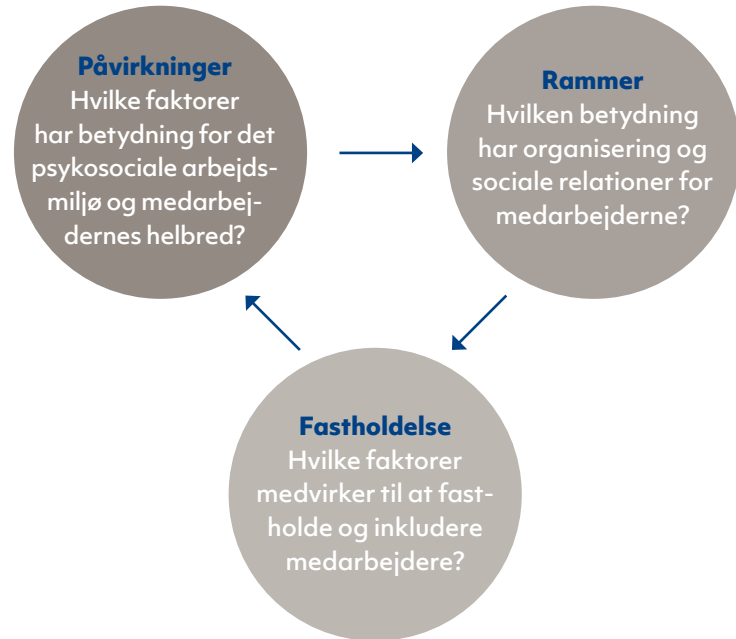 Påvirkninger
Hvilke faktorer
har betydning for det
psykosociale arbejds-
miljø og medarbej-
dernes helbred?
Rammer
Hvilken betydning
har organisering og
sociale relationer for
medarbejderne?
Fastholdelse
Hvilke faktorer
medvirker til at fast-
holde og inkludere
medarbejdere?